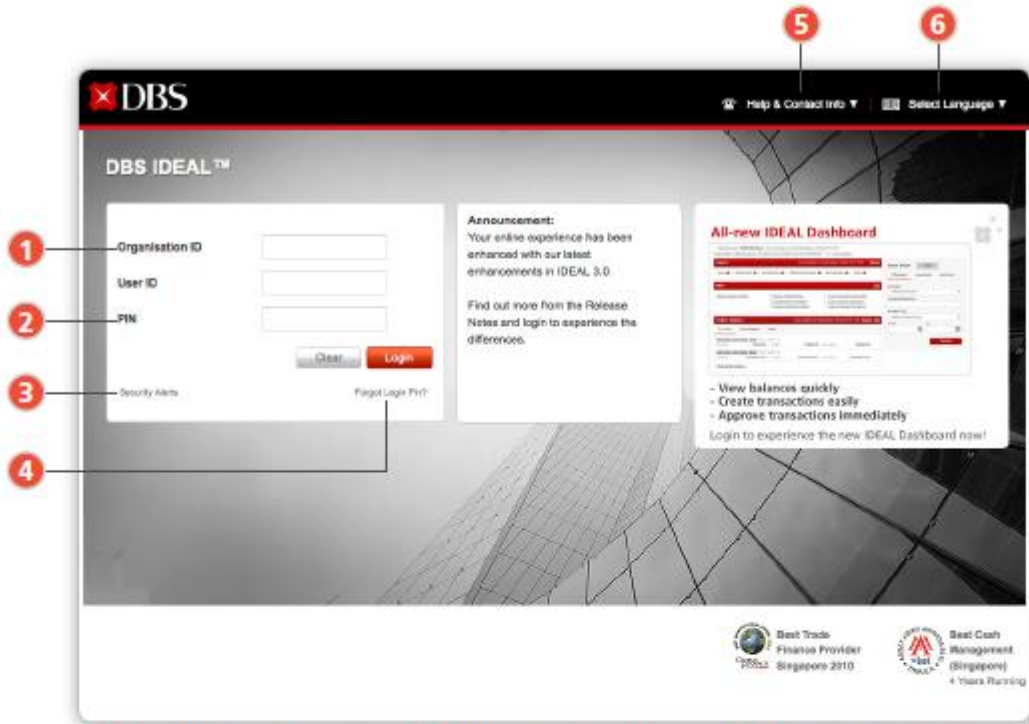 5
6
DBS
Help & Contact Info ▼
Select Language ▼
DBS IDEAL™
1
Organisation ID
User ID
2
PIN
Clear
Login
3
Security Alerts
Forgot Login Pin?
4
Announcement:
Your online experience has been
enhanced with our latest
enhancements in IDEAL 3.0.
Find out more from the Release
Notes and login to experience the
differences.
All-new IDEAL Dashboard
- View balances quickly
- Create transactions easily
- Approve transactions immediately
Login to experience the new IDEAL Dashboard now!
Best Trade
Finance Provider
Singapore 2010
Best Cash
Management
(Singapore)
4 Years Running